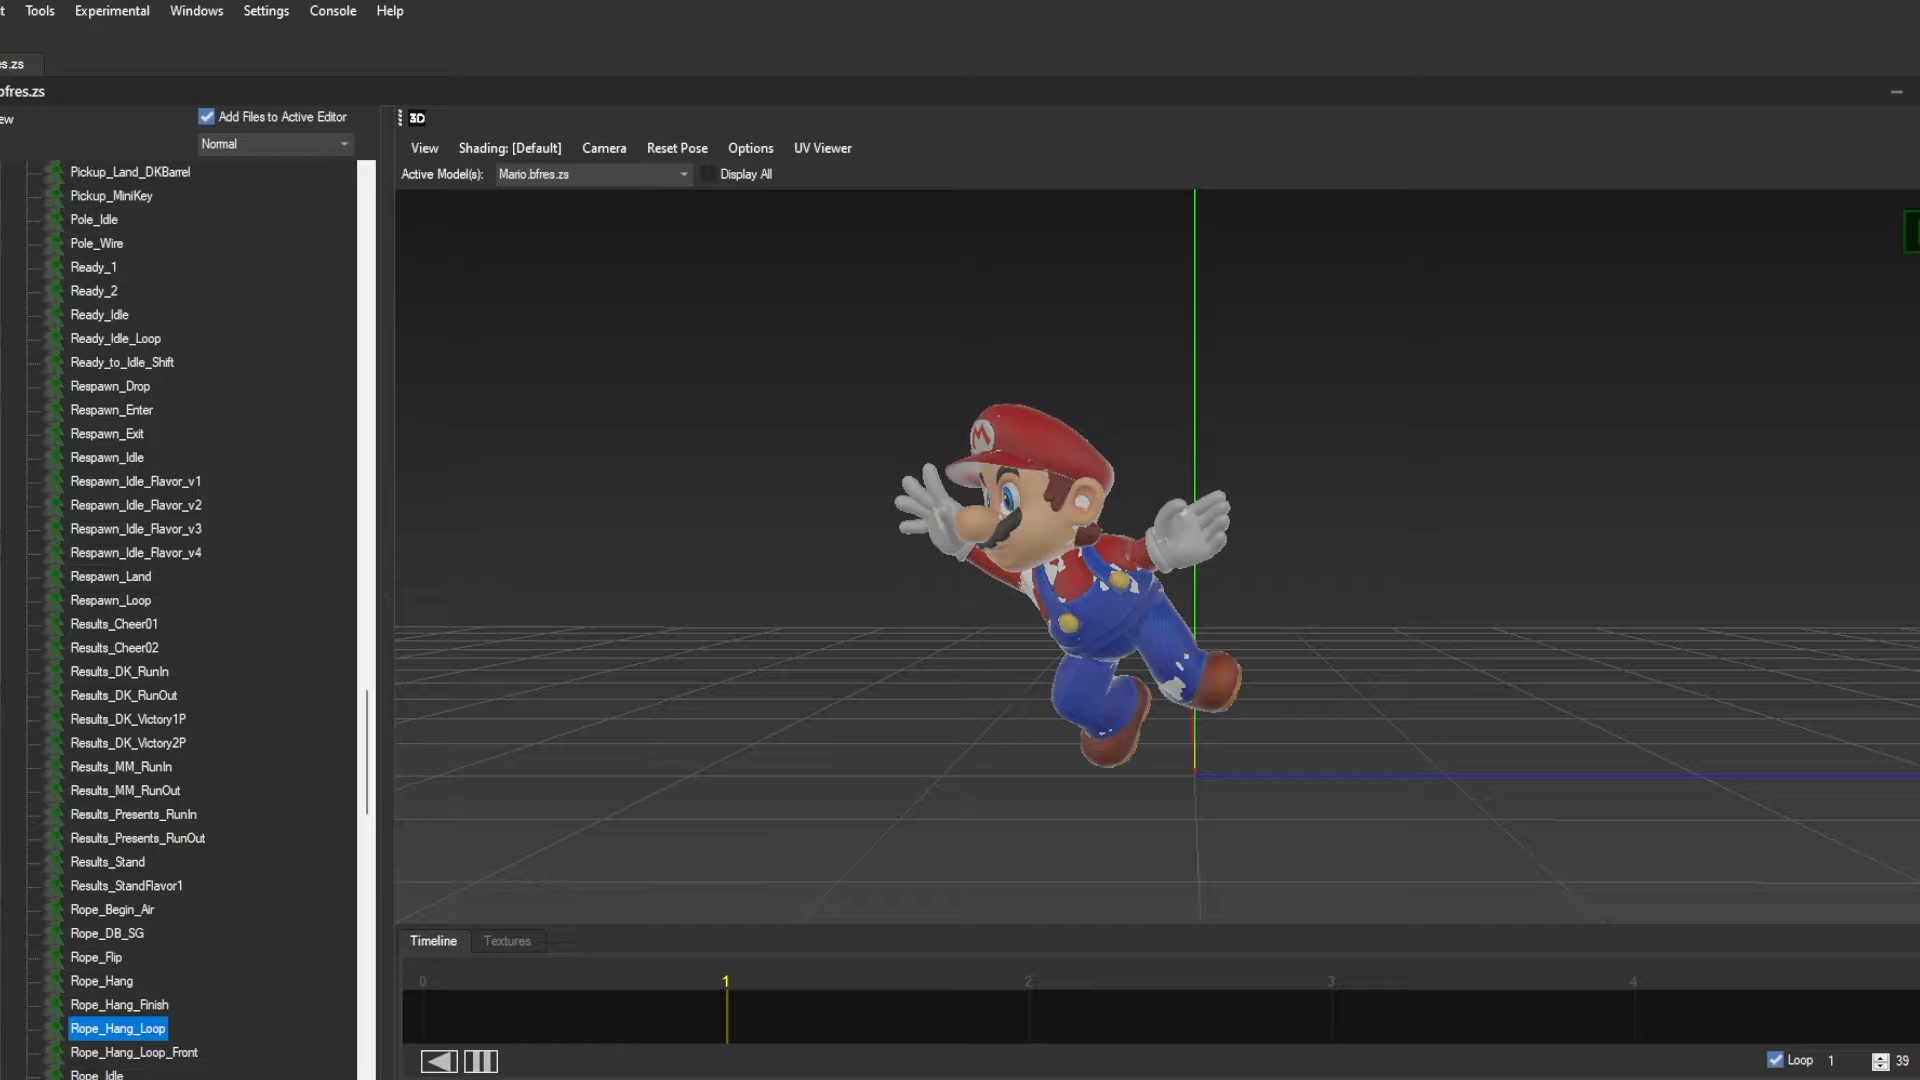 t Tools Experimental Windows Settings Console Help
es.zs
bfres.zs
ew
Add Files to Active Editor
Normal
Pickup_Land_DKBarrel
Pickup_MiniKey
Pole_Idle
Pole_Wire
Ready_1
Ready_2
Ready_Idle
Ready_Idle_Loop
Ready_to_Idle_Shift
Respawn_Drop
Respawn_Enter
Respawn_Exit
Respawn_Idle
Respawn_Idle_Flavor_v1
Respawn_Idle_Flavor_v2
Respawn_Idle_Flavor_v3
Respawn_Idle_Flavor_v4
Respawn_Land
Respawn_Loop
Results_Cheer01
Results_Cheer02
Results_DK_RunIn
Results_DK_RunOut
Results_DK_Victory1P
Results_DK_Victory2P
Results_MM_RunIn
Results_MM_RunOut
Results_Presents_RunIn
Results_Presents_RunOut
Results_Stand
Results_StandFlavor1
Rope_Begin_Air
Rope_DB_SG
Rope_Flip
Rope_Hang
Rope_Hang_Finish
Rope_Hang_Loop
Rope_Hang_Loop_Front
Rope_Idle
3D
View Shading: [Default] Camera Reset Pose Options UV Viewer
Active Model(s): Mario.bfres.zs Display All
M
Timeline Textures
0 1 2 3 4
Loop 1 39